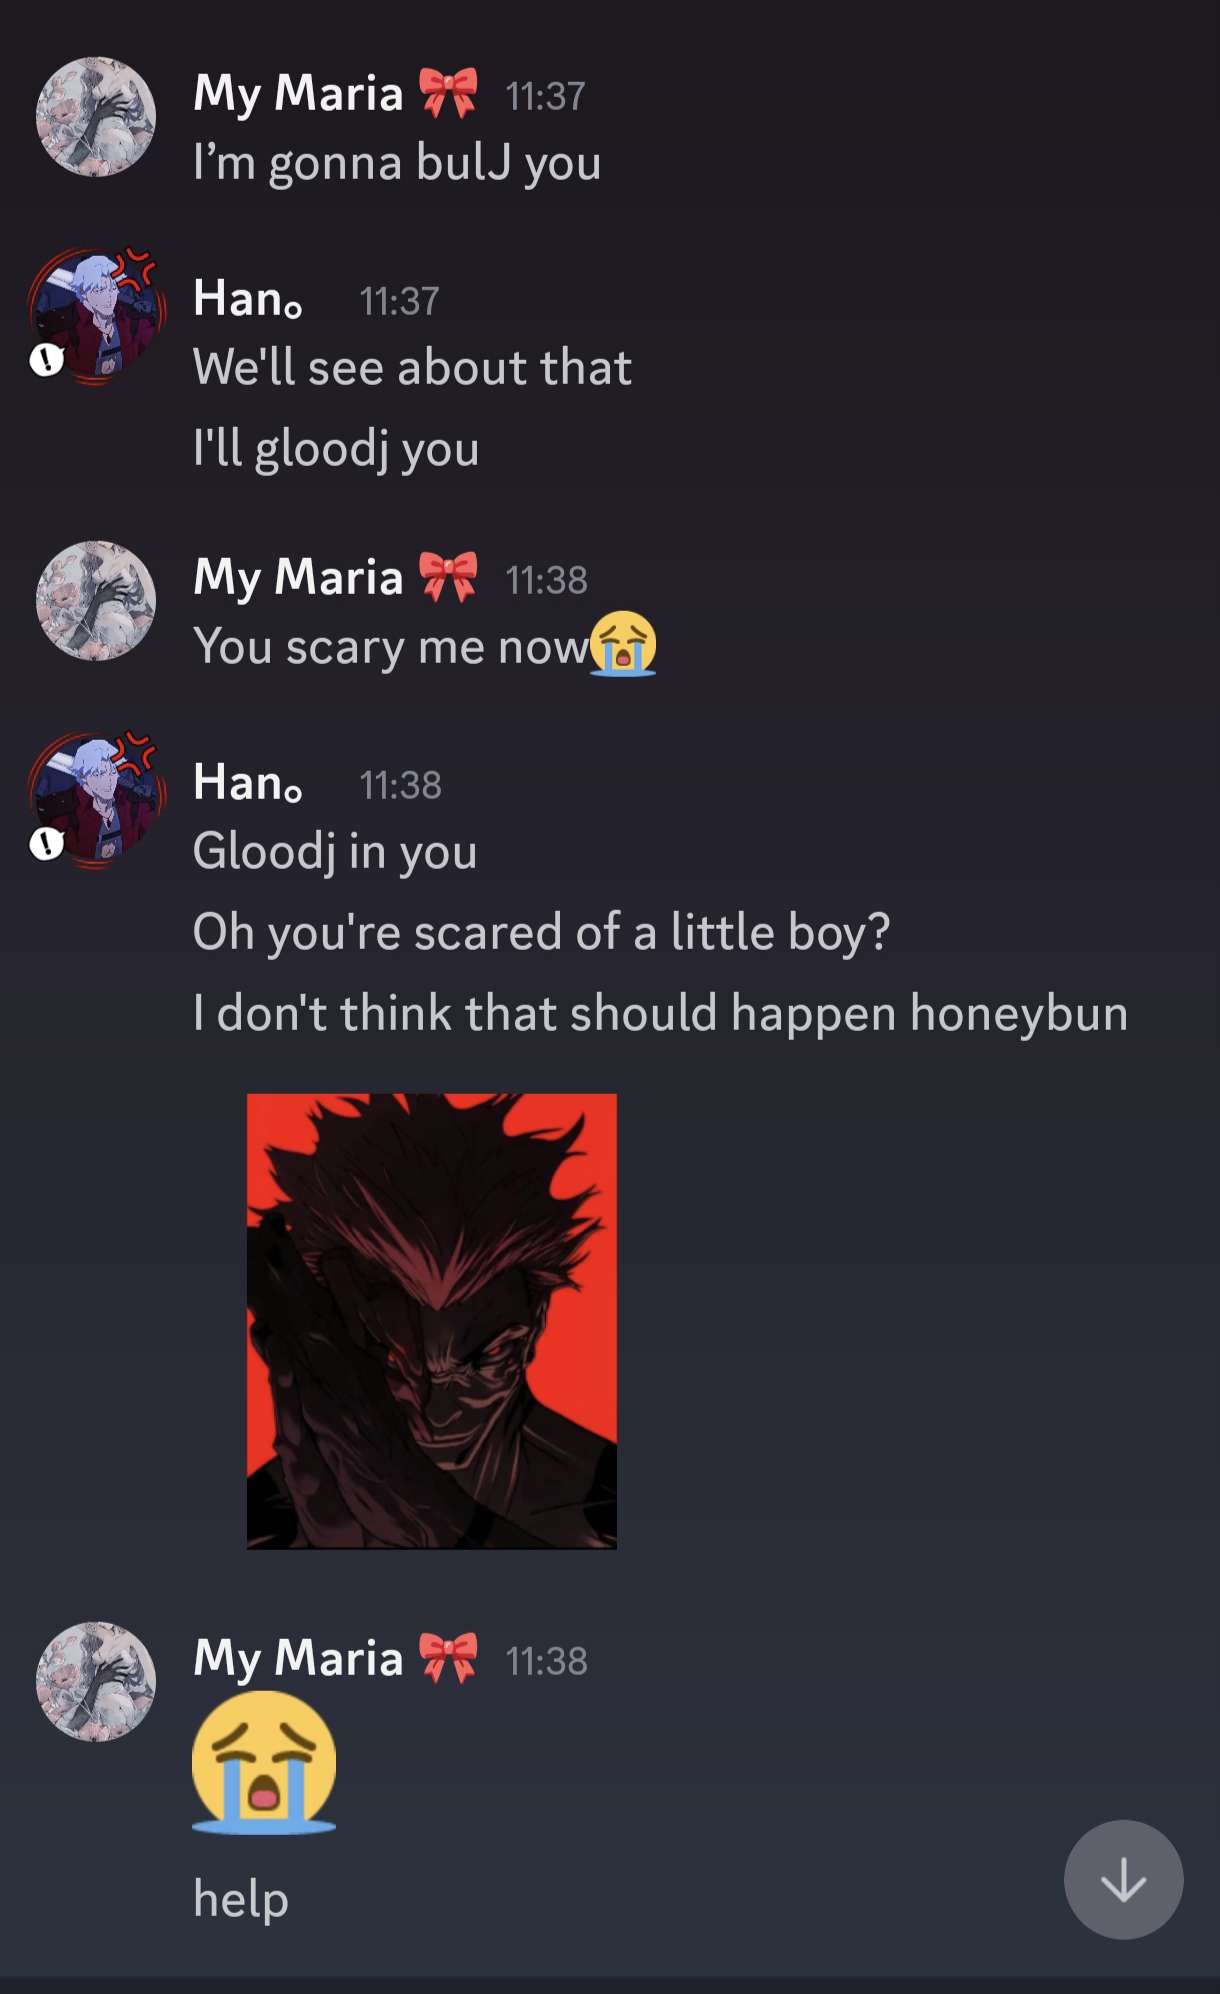 My Maria 🎀 11:37
I’m gonna bulJ you
Han。 11:37
We'll see about that
I'll gloodj you
My Maria 🎀 11:38
You scary me now😭
Han。 11:38
Gloodj in you
Oh you're scared of a little boy?
I don't think that should happen honeybun
My Maria 🎀 11:38
😭
help